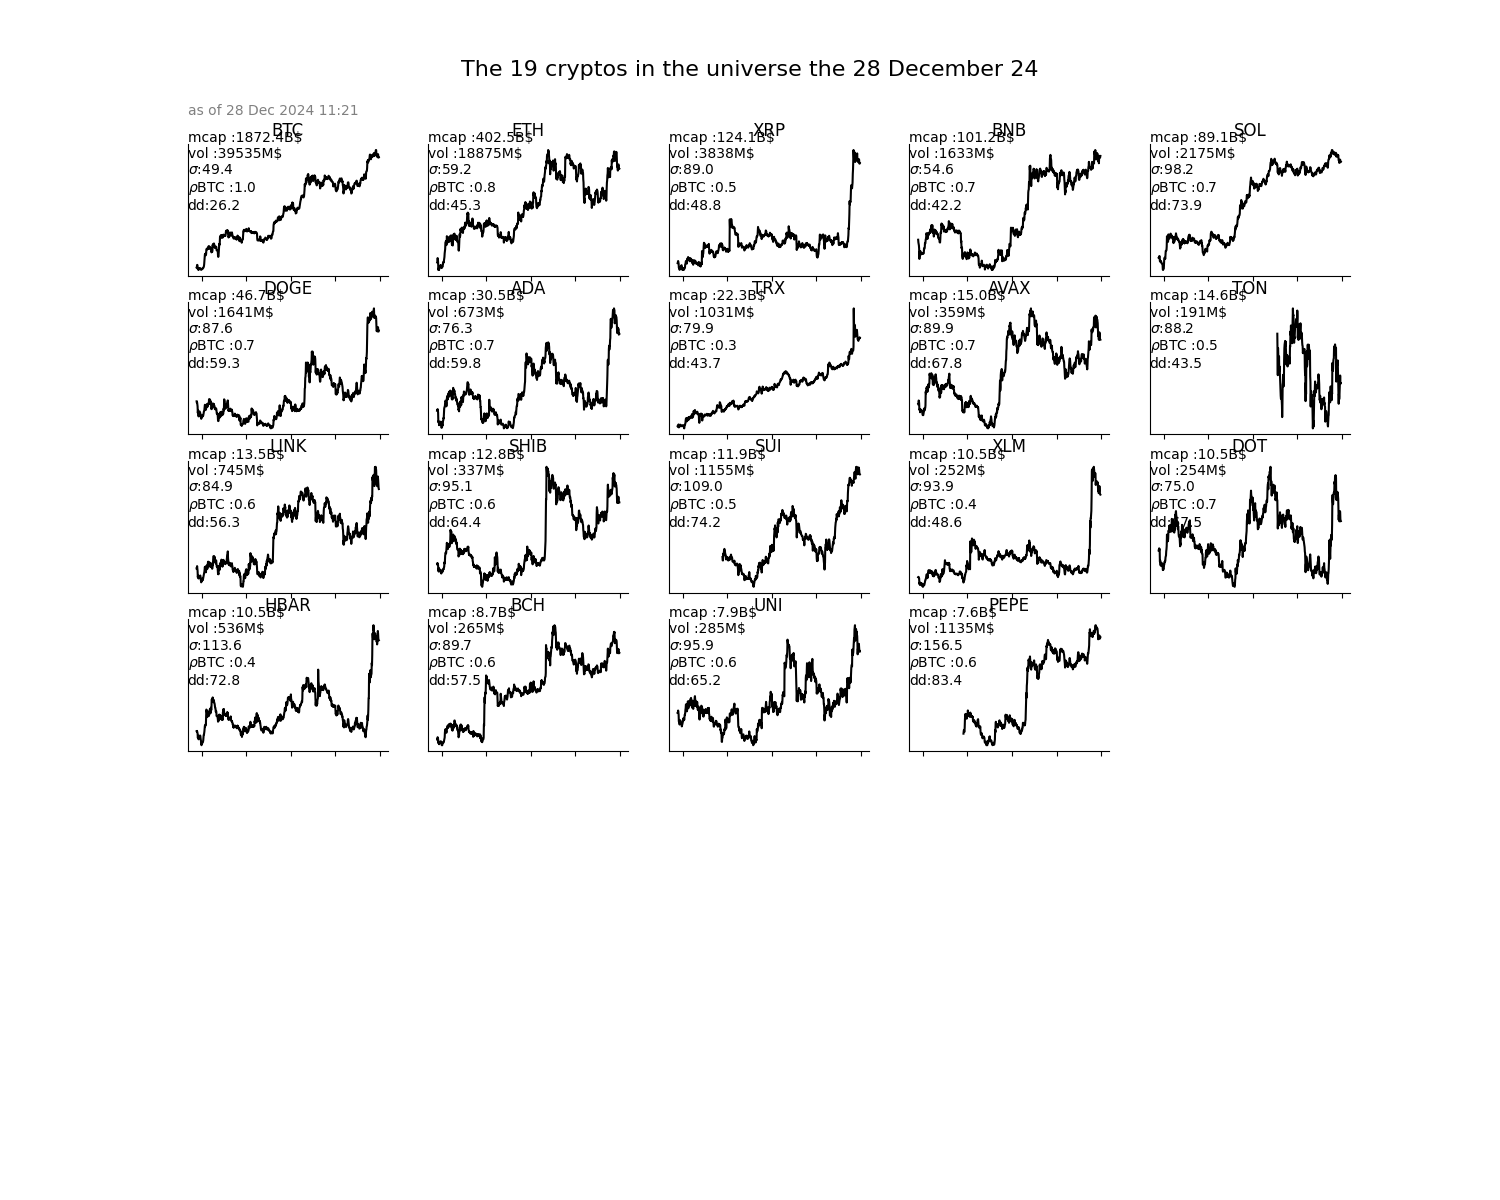 The 19 cryptos in the universe the 28 December 24
as of 28 Dec 2024 11:21
BTC
mcap :1872.4B$
vol :39535M$
σ:49.4
ρBTC :1.0
dd:26.2
ETH
mcap :402.5B$
vol :18875M$
σ:59.2
ρBTC :0.8
dd:45.3
XRP
mcap :124.1B$
vol :3838M$
σ:89.0
ρBTC :0.5
dd:48.8
BNB
mcap :101.2B$
vol :1633M$
σ:54.6
ρBTC :0.7
dd:42.2
SOL
mcap :89.1B$
vol :2175M$
σ:98.2
ρBTC :0.7
dd:73.9
DOGE
mcap :46.7B$
vol :1641M$
σ:87.6
ρBTC :0.7
dd:59.3
ADA
mcap :30.5B$
vol :673M$
σ:76.3
ρBTC :0.7
dd:59.8
TRX
mcap :22.3B$
vol :1031M$
σ:79.9
ρBTC :0.3
dd:43.7
AVAX
mcap :15.0B$
vol :359M$
σ:89.9
ρBTC :0.7
dd:67.8
TON
mcap :14.6B$
vol :191M$
σ:88.2
ρBTC :0.5
dd:43.5
LINK
mcap :13.5B$
vol :745M$
σ:84.9
ρBTC :0.6
dd:56.3
SHIB
mcap :12.8B$
vol :337M$
σ:95.1
ρBTC :0.6
dd:64.4
SUI
mcap :11.9B$
vol :1155M$
σ:109.0
ρBTC :0.5
dd:74.2
XLM
mcap :10.5B$
vol :252M$
σ:93.9
ρBTC :0.4
dd:48.6
DOT
mcap :10.5B$
vol :254M$
σ:75.0
ρBTC :0.7
HBAR
mcap :10.5B$
vol :536M$
σ:113.6
ρBTC :0.4
dd:72.8
BCH
mcap :8.7B$
vol :265M$
σ:89.7
ρBTC :0.6
dd:57.5
UNI
mcap :7.9B$
vol :285M$
σ:95.9
ρBTC :0.6
dd:65.2
PEPE
mcap :7.6B$
vol :1135M$
σ:156.5
ρBTC :0.6
dd:83.4